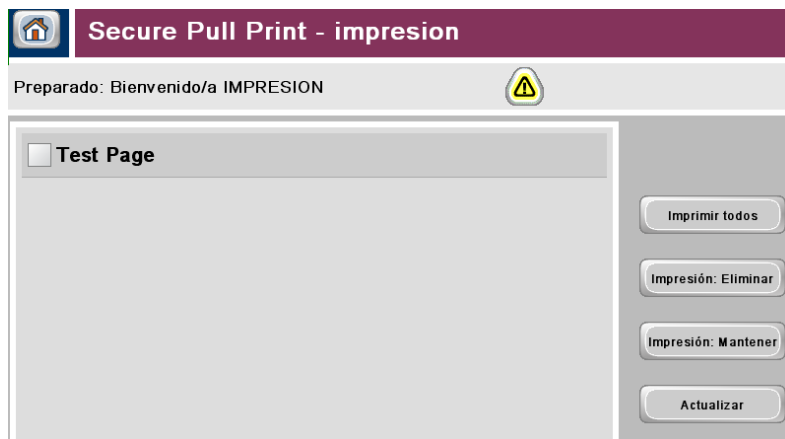 Secure Pull Print - impresion
Preparado: Bienvenido/a IMPRESION
Test Page
Imprimir todos
Impresión: Eliminar
Impresión: Mantener
Actualizar